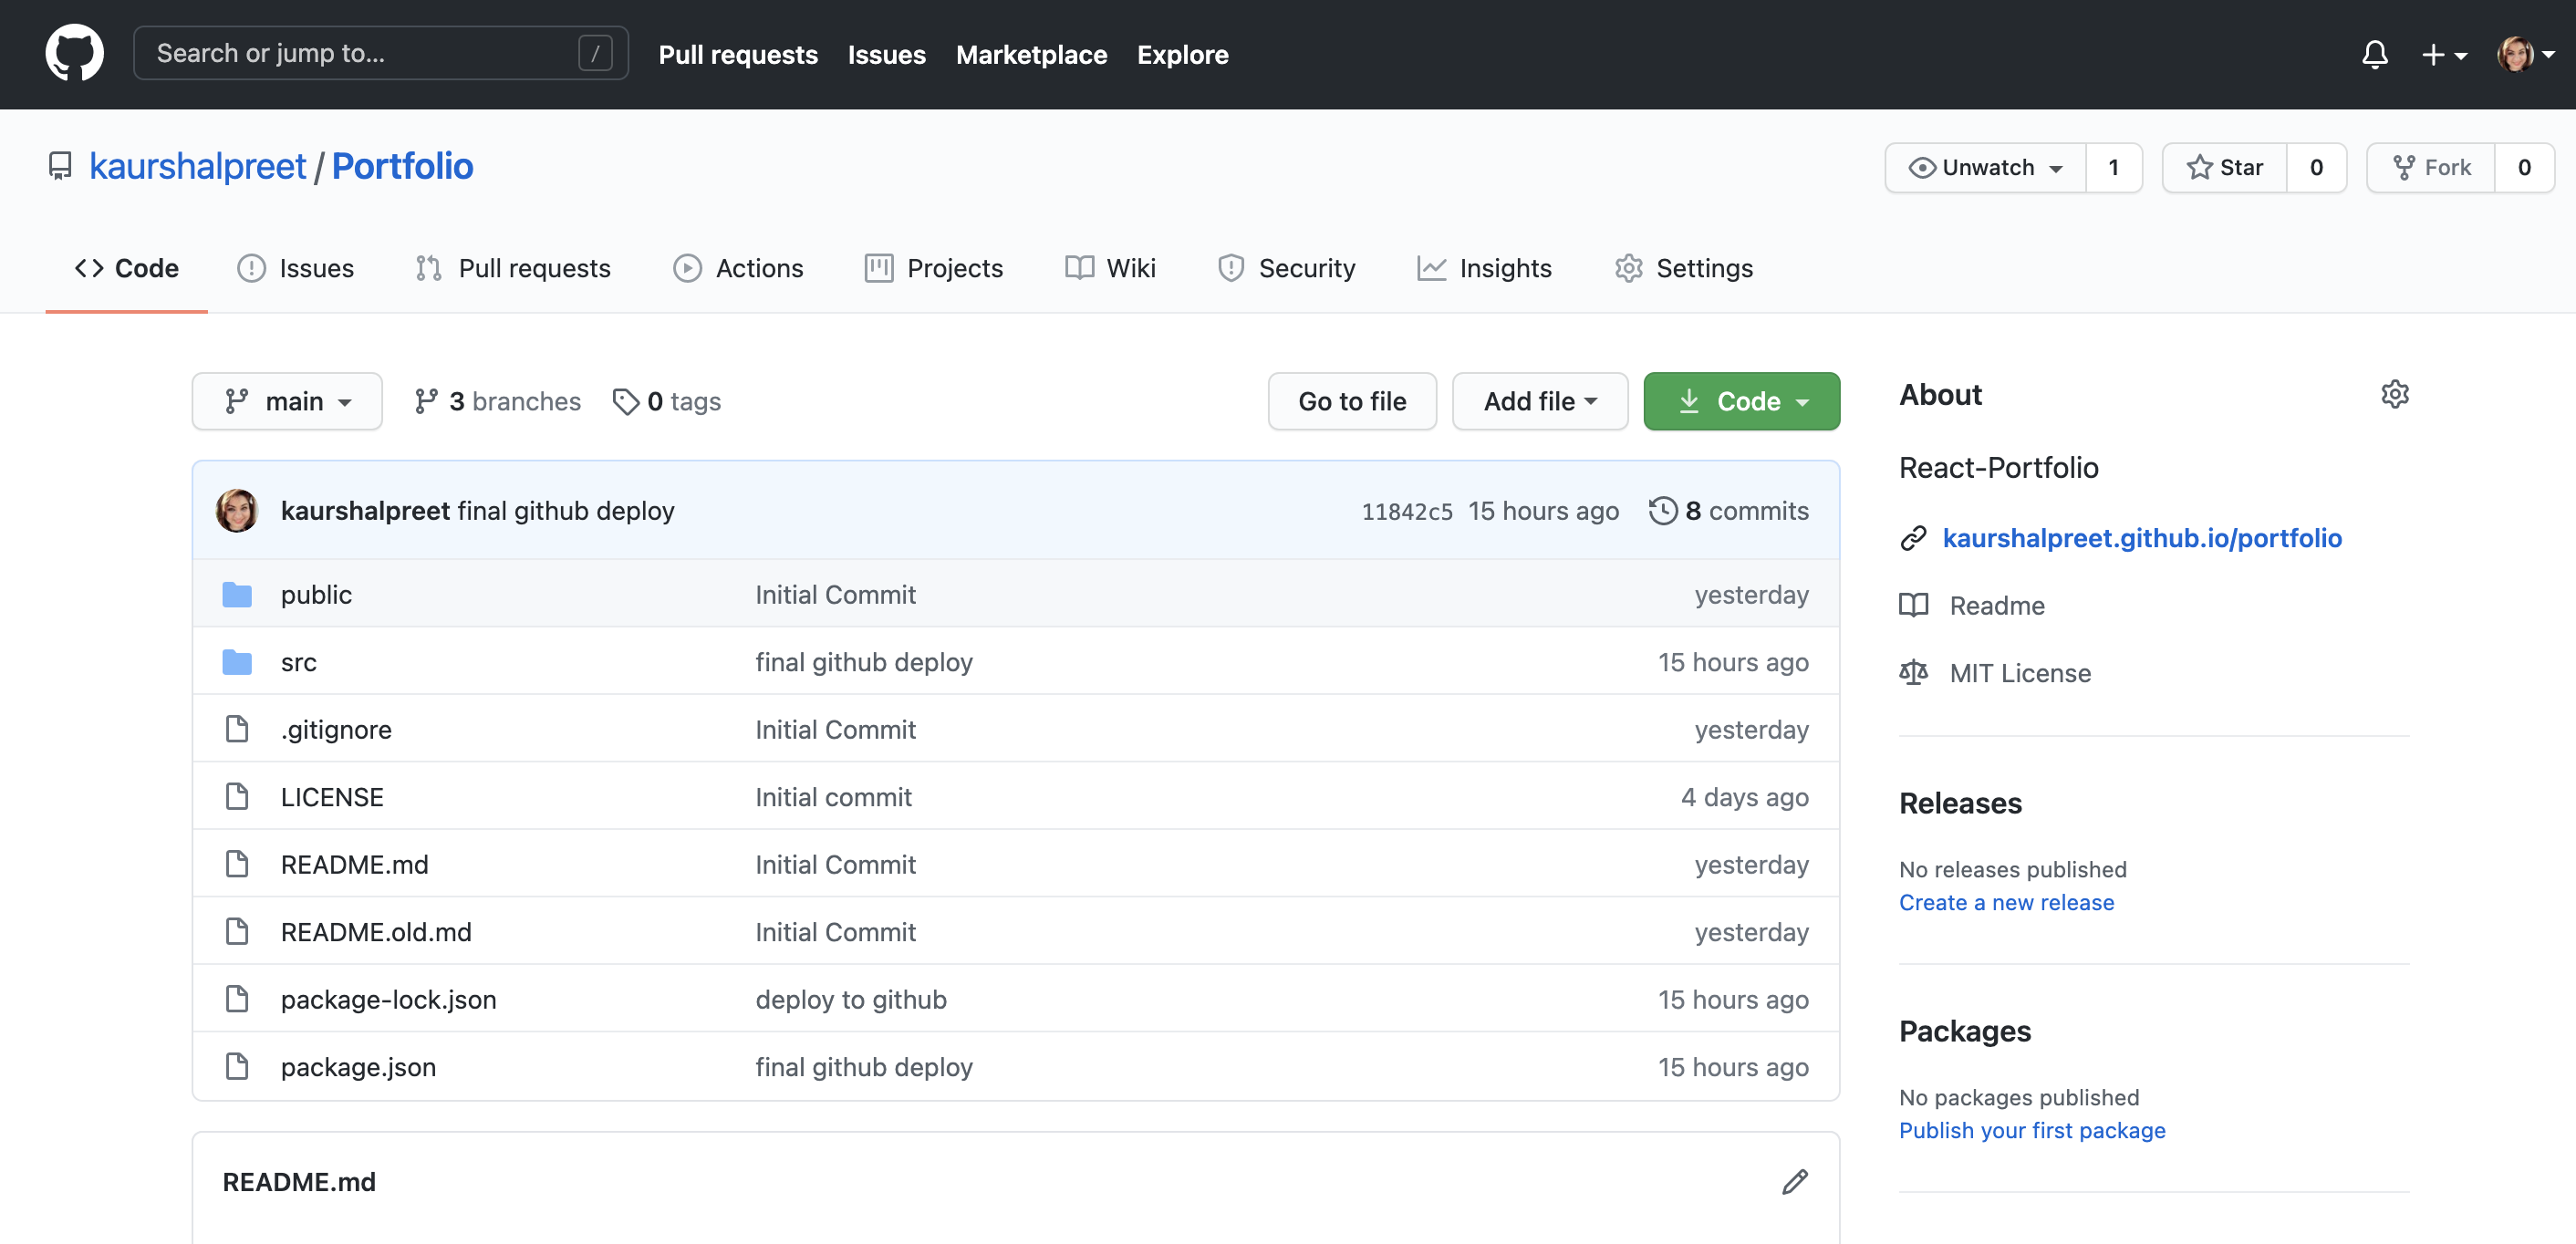 Search or jump to... /
Pull requests Issues Marketplace Explore
kaurshalpreet / Portfolio
Unwatch 1 Star 0 Fork 0
Code Issues Pull requests Actions Projects Wiki Security Insights Settings
main 3 branches 0 tags Go to file Add file Code
kaurshalpreet final github deploy 11842c5 15 hours ago 8 commits
public Initial Commit yesterday
src final github deploy 15 hours ago
.gitignore Initial Commit yesterday
LICENSE Initial commit 4 days ago
README.md Initial Commit yesterday
README.old.md Initial Commit yesterday
package-lock.json deploy to github 15 hours ago
package.json final github deploy 15 hours ago
README.md
About
React-Portfolio
kaurshalpreet.github.io/portfolio
Readme
MIT License
Releases
No releases published
Create a new release
Packages
No packages published
Publish your first package